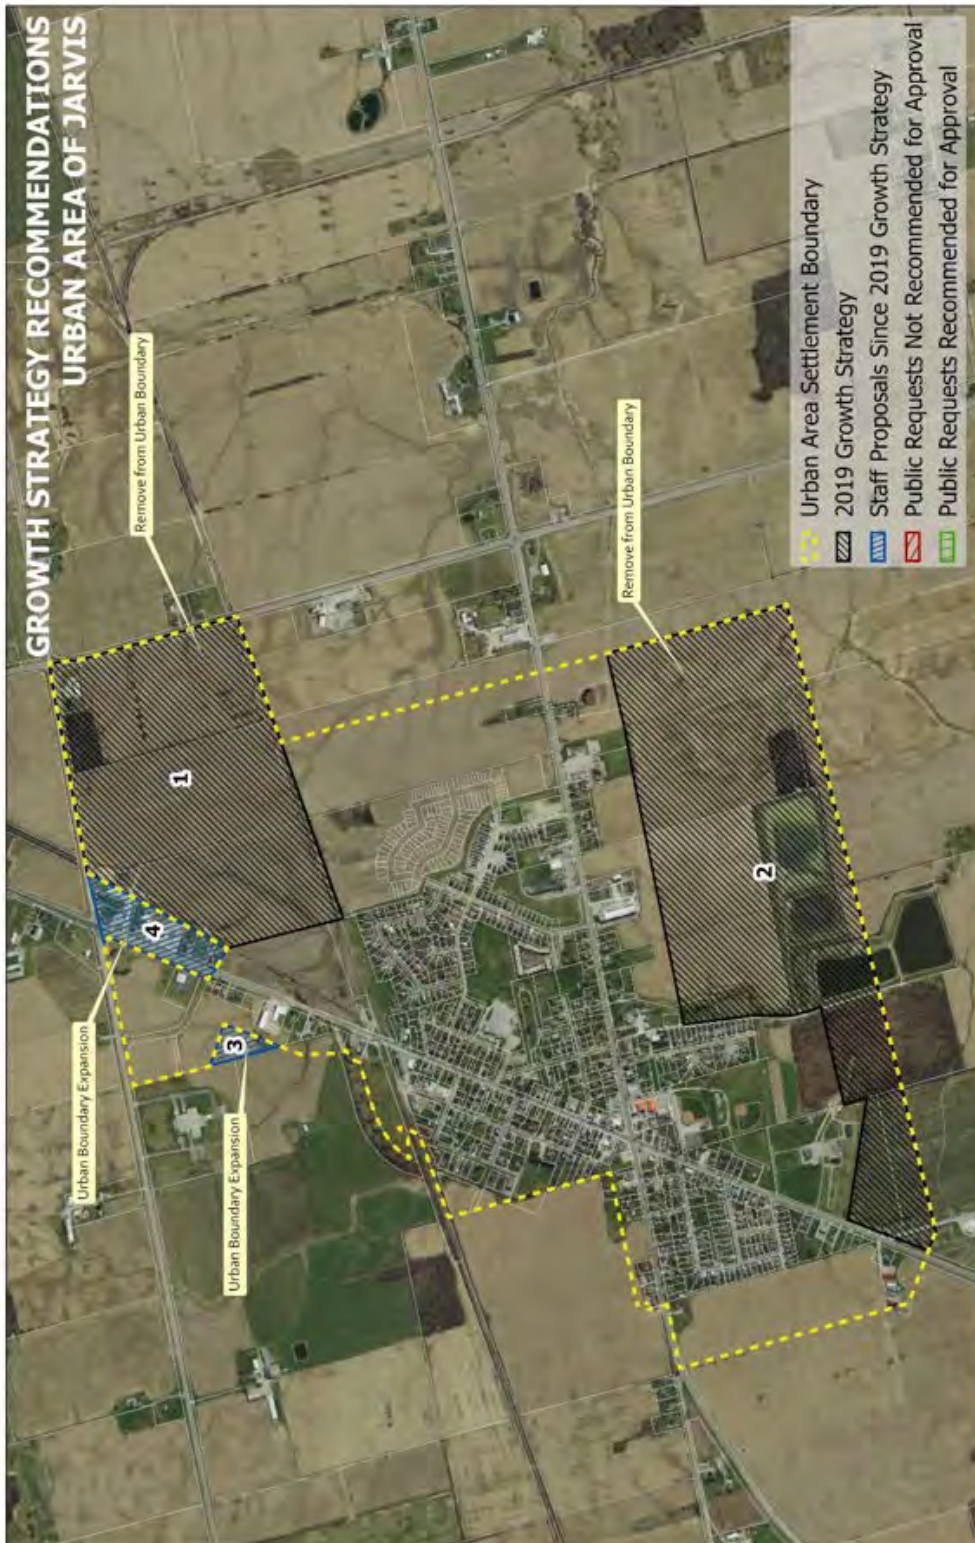 GROWTH STRATEGY RECOMMENDATIONS
URBAN AREA OF JARVIS
Remove from Urban Boundary
Urban Boundary Expansion
1
4
3
Urban Boundary Expansion
Remove from Urban Boundary
2
Urban Area Settlement Boundary
2019 Growth Strategy
Staff Proposals Since 2019 Growth Strategy
Public Requests Not Recommended for Approval
Public Requests Recommended for Approval